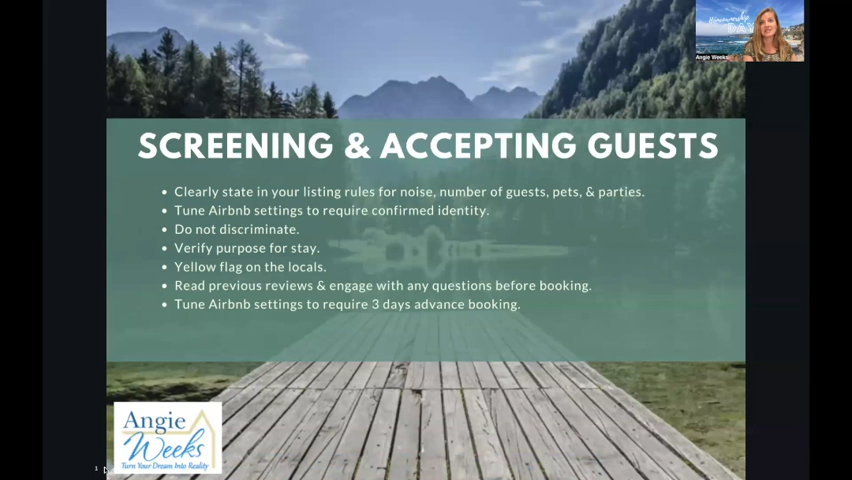 Homeownership
DAY
Angie Weeks
SCREENING & ACCEPTING GUESTS
• Clearly state in your listing rules for noise, number of guests, pets, & parties.
• Tune Airbnb settings to require confirmed identity.
• Do not discriminate.
• Verify purpose for stay.
• Yellow flag on the locals.
• Read previous reviews & engage with any questions before booking.
• Tune Airbnb settings to require 3 days advance booking.
Angie
Weeks
Turn Your Dream Into Reality
1